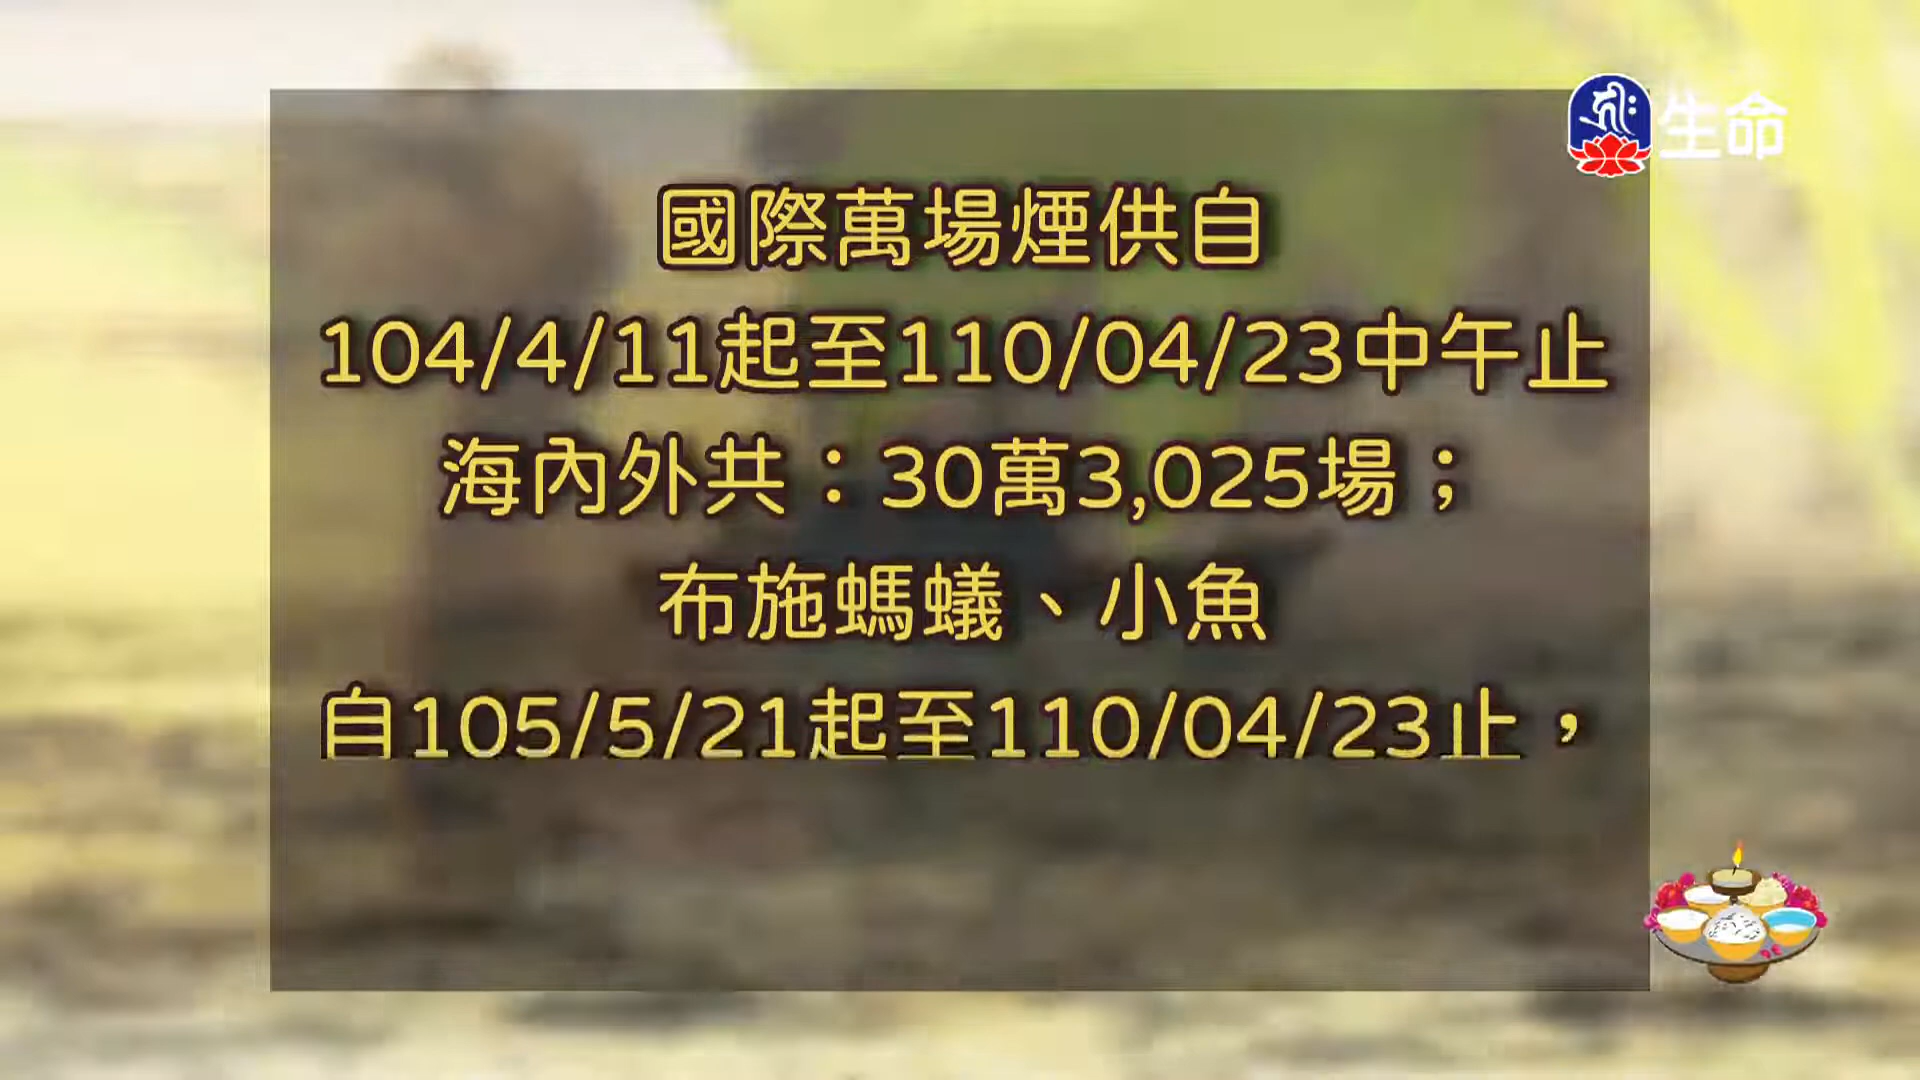 生命
國際萬場煙供自
104/4/11起至110/04/23中午止
海內外共：30萬3,025場；
布施螞蟻、小魚
自105/5/21起至110/04/23止，